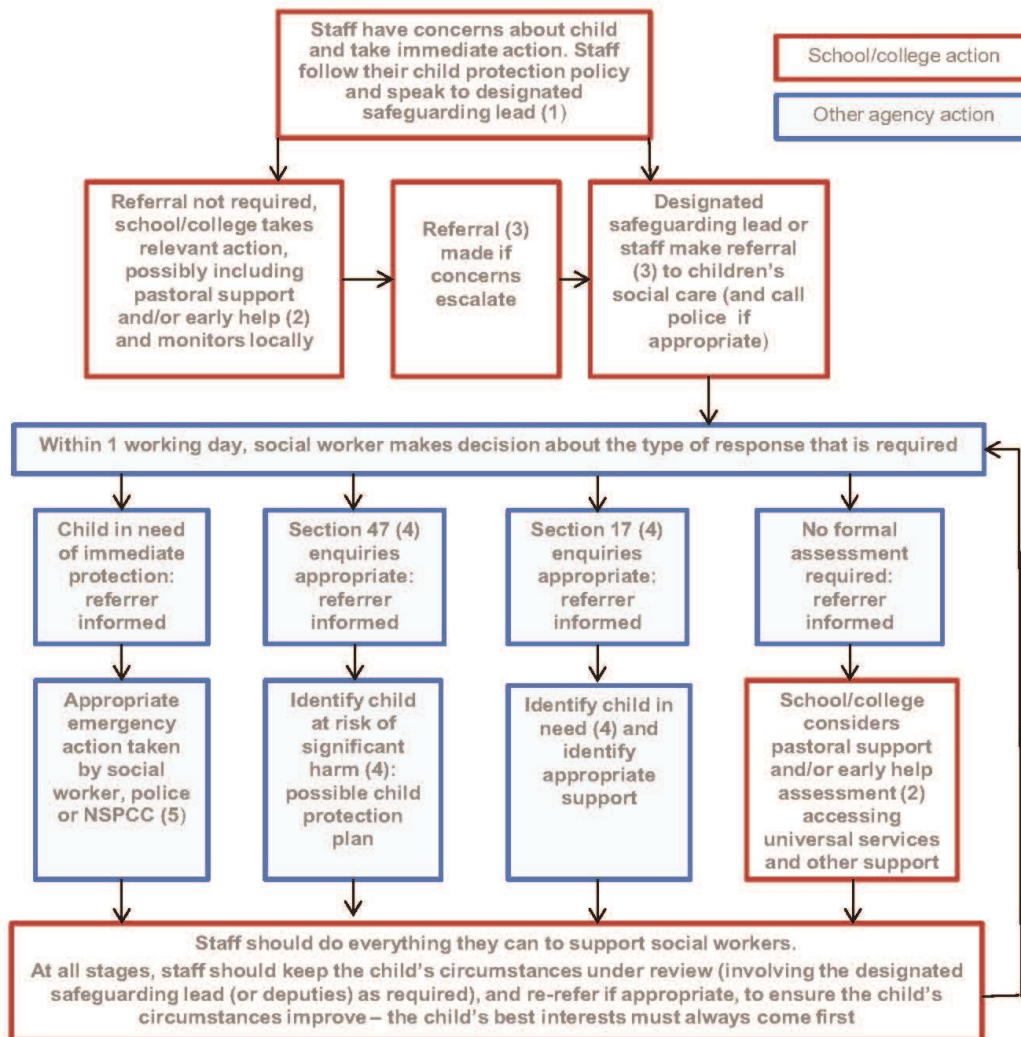 Staff have concerns about child
and take immediate action. Staff
follow their child protection policy
and speak to designated
safeguarding lead (1)
School/college action
Other agency action
Referral not required,
school/college takes
relevant action,
possibly including
pastoral support
and/or early help (2)
and monitors locally
Referral (3)
made if
concerns
escalate
Designated
safeguarding lead or
staff make referral
(3) to children's
social care (and call
police if
appropriate)
Within 1 working day, social worker makes decision about the type of response that is required
Child in need
of immediate
protection:
referrer
informed
Section 47 (4)
enquiries
appropriate:
referrer
informed
Section 17 (4)
enquiries
appropriate:
referrer
informed
No formal
assessment
required:
referrer
informed
Appropriate
emergency
action taken
by social
worker, police
or NSPCC (5)
Identify child
at risk of
significant
harm (4):
possible child
protection
plan
Identify child in
need (4) and
identify
appropriate
support
School/college
considers
pastoral support
and/or early help
assessment (2)
accessing
universal services
and other support
Staff should do everything they can to support social workers.
At all stages, staff should keep the child's circumstances under review (involving the designated
safeguarding lead (or deputies) as required), and re-refer if appropriate, to ensure the child's
circumstances improve – the child's best interests must always come first